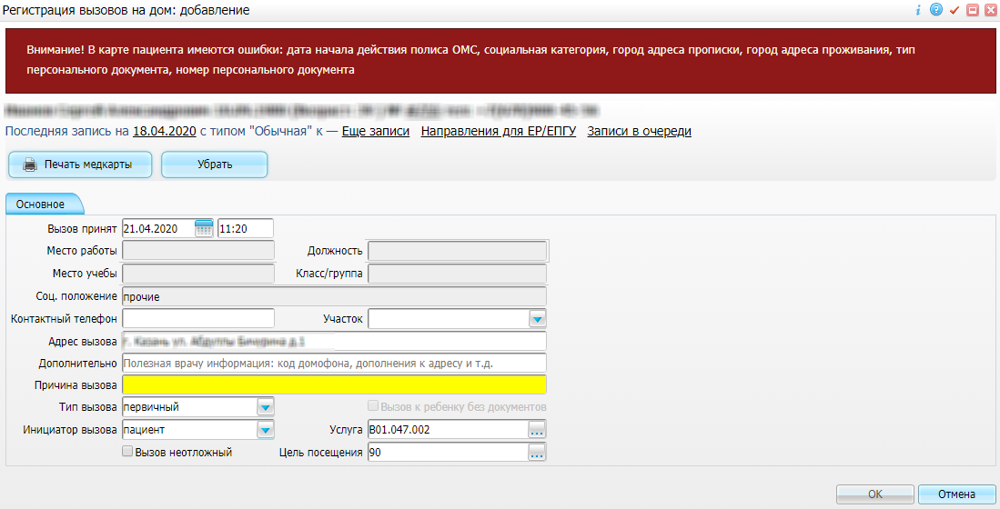 Регистрация вызовов на дом: добавление
Внимание! В карте пациента имеются ошибки: дата начала действия полиса ОМС, социальная категория, город адреса прописки, город адреса проживания, тип
персонального документа, номер персонального документа
Последняя запись на 18.04.2020 с типом "Обычная" к — Еще записи Направления для ЕР/ЕПГУ Записи в очереди
Печать медкарты Убрать
Основное
Вызов принят 21.04.2020 11:20
Место работы Должность
Место учебы Класс/группа
Соц. положение прочие
Контактный телефон Участок
Адрес вызова
Дополнительно Полезная врачу информация: код домофона, дополнения к адресу и т.д.
Причина вызова
Тип вызова первичный Вызов к ребенку без документов
Инициатор вызова пациент Услуга B01.047.002 ...
Вызов неотложный Цель посещения 90 ...
OK Отмена